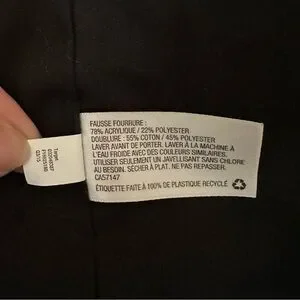 FAUSSE FOURRURE :
78% ACRYLIQUE / 22% POLYESTER
DOUBLURE : 55% COTON / 45% POLYESTER
LAVER AVANT DE PORTER. LAVER À LA MACHINE À
L'EAU FROIDE AVEC DES COULEURS SIMILAIRES.
UTILISER SEULEMENT UN JAVELLISANT SANS CHLORE
AU BESOIN. SÉCHER À PLAT. NE PAS REPASSER.
CA57147
ÉTIQUETTE FAITE À 100% DE PLASTIQUE RECYCLÉ
Target